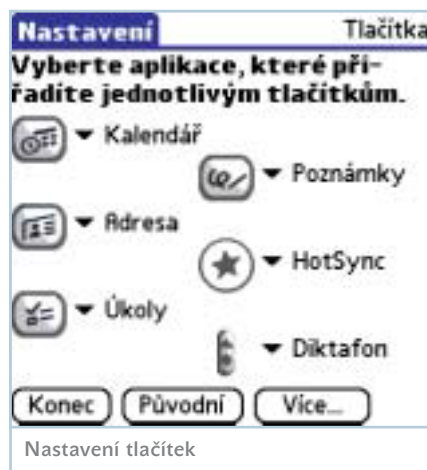 Nastavení
Tlačítka
Vyberte aplikace, které při-
řadíte jednotlivým tlačítkům.
Kalendář
Poznámky
Adresa
HotSync
Úkoly
Diktafon
Konec
Původní
Více...
Nastavení tlačítek